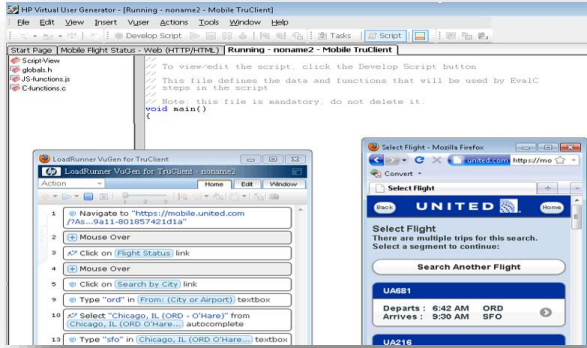 HP Virtual User Generator - [Running - noname2 - Mobile TruClient]
File Edit View Insert Vuser Actions Tools Window Help
Develop Script Tasks Script
Start Page Mobile Flight Status - Web (HTTP/HTML) Running - noname2 - Mobile TruClient
Script-View
globals.h
JS-functions.js
C-functions.c
// To view/edit the script, click the Develop Script button
// This file defines the data and functions that will be used by EvalC
// steps in the script
// Note: this file is mandatory, do not delete it.
void main()
{
LoadRunner VuGen for TruClient
LoadRunner VuGen for TruClient - noname2
Action Home Edit Window
1 Navigate to "https://mobile.united.com
/?As...9a11-801857421d1a"
2 Mouse Over
3 Click on Flight Status link
4 Mouse Over
5 Click on Search by City link
9 Type "ord" in From: (City or Airport) textbox
10 Select "Chicago, IL (ORD - O'Hare)" from
Chicago, IL (ORD O'Hare...) autocomplete
13 Type "sfo" in Chicago, IL (ORD O'Hare...) textbox
Select Flight - Mozilla Firefox
united.com https://mo
Convert
Select Flight
Back UNITED Home
Select Flight
There are multiple trips for this search.
Select a segment to continue:
Search Another Flight
UA681
Departs : 6:42 AM ORD
Arrives : 9:30 AM SFO
UA216